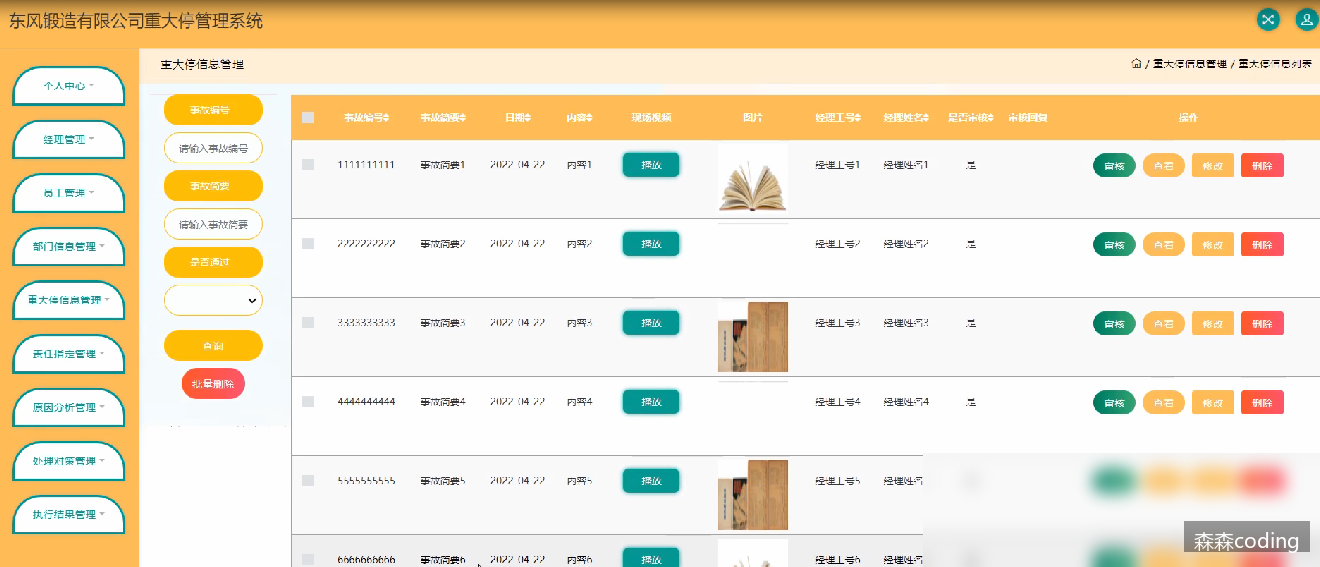 东风锻造有限公司重大停管理系统
重大停信息管理
/ 重大停信息管理 / 重大停信息列表
个人中心
经理管理
员工管理
部门信息管理
重大停信息管理
责任指定管理
原因分析管理
处理对策管理
执行结果管理
事故编号
请输入事故编号
事故简要
请输入事故简要
是否通过
查询
批量删除
事故编号 事故简要 日期 内容 现场视频 图片 经理工号 经理姓名 是否审核 审核回复 操作
1111111111 事故简要1 2022-04-22 内容1 播放 经理工号1 经理姓名1 是 审核 查看 修改 删除
2222222222 事故简要2 2022-04-22 内容2 播放 经理工号2 经理姓名2 是 审核 查看 修改 删除
3333333333 事故简要3 2022-04-22 内容3 播放 经理工号3 经理姓名3 是 审核 查看 修改 删除
4444444444 事故简要4 2022-04-22 内容4 播放 经理工号4 经理姓名4 是 审核 查看 修改 删除
5555555555 事故简要5 2022-04-22 内容5 播放 经理工号5 经理姓名
6666666666 事故简要6 2022-04-22 内容6 播放 经理工号6 经理姓名
森森coding